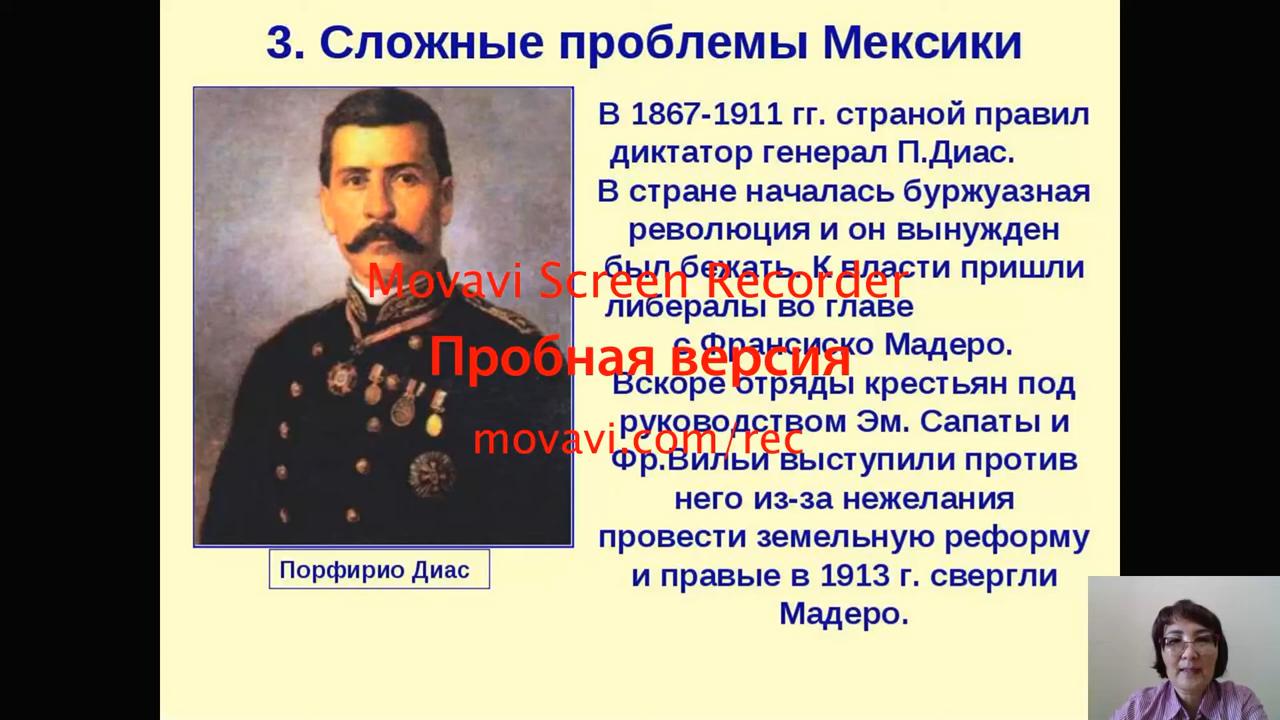 3. Сложные проблемы Мексики
В 1867-1911 гг. страной правил
диктатор генерал П.Диас.
В стране началась буржуазная
революция и он вынужден
был бежать. К власти пришли
либералы во главе
с Франсиско Мадеро.
Вскоре отряды крестьян под
руководством Эм. Сапаты и
Фр.Вильи выступили против
него из-за нежелания
провести земельную реформу
и правые в 1913 г. свергли
Мадеро.
Порфирио Диас
Movavi Screen Recorder
Пробная версия
movavi.com/rec